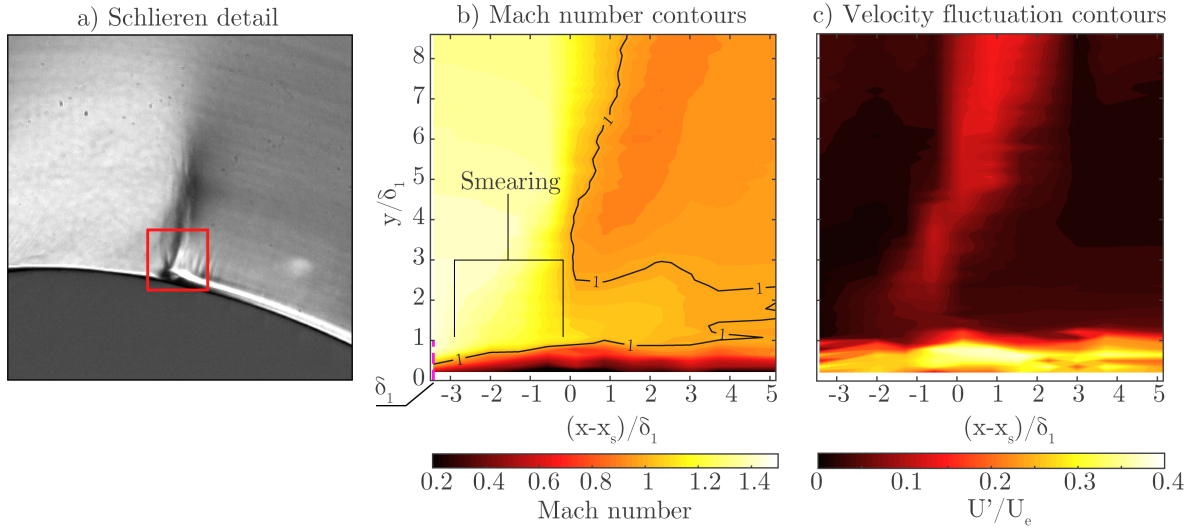 a) Schlieren detail
b) Mach number contours
c) Velocity fluctuation contours
8
7
6
5
4
3
2
1
0
y/δ₁
Smearing
1
1
1
1
δ₁
-3 -2 -1 0 1 2 3 4 5
(x-xₛ)/δ₁
0.2 0.4 0.6 0.8 1 1.2 1.4
Mach number
-3 -2 -1 0 1 2 3 4 5
(x-xₛ)/δ₁
0 0.1 0.2 0.3 0.4
U'/Uₑ